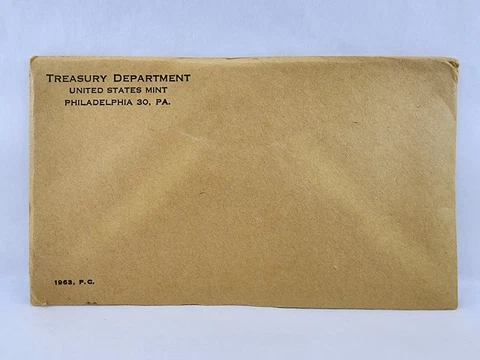 TREASURY DEPARTMENT
UNITED STATES MINT
PHILADELPHIA 30, PA.
1963, P.C.